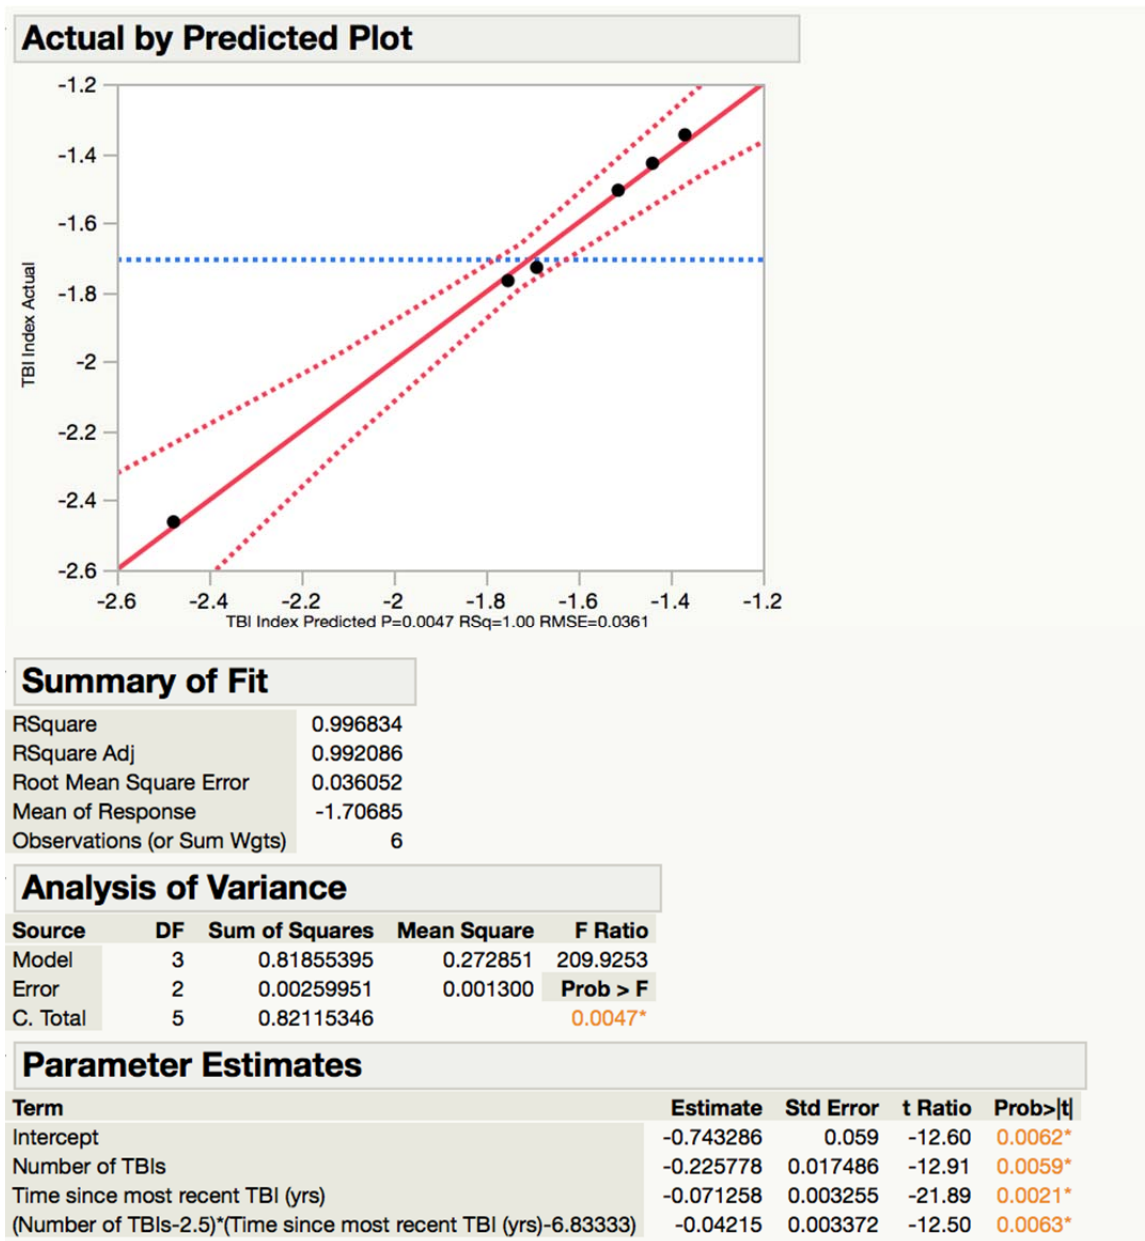 Actual by Predicted Plot
-1.2
-1.4
-1.6
-1.8
-2
-2.2
-2.4
-2.6
TBI Index Actual
-2.6 -2.4 -2.2 -2 -1.8 -1.6 -1.4 -1.2
TBI Index Predicted P=0.0047 RSq=1.00 RMSE=0.0361
Summary of Fit
RSquare 0.996834
RSquare Adj 0.992086
Root Mean Square Error 0.036052
Mean of Response -1.70685
Observations (or Sum Wgts) 6
Analysis of Variance
Source DF Sum of Squares Mean Square F Ratio
Model 3 0.81855395 0.272851 209.9253
Error 2 0.00259951 0.001300 Prob > F
C. Total 5 0.82115346 0.0047*
Parameter Estimates
Term Estimate Std Error t Ratio Prob>|t|
Intercept -0.743286 0.059 -12.60 0.0062*
Number of TBIs -0.225778 0.017486 -12.91 0.0059*
Time since most recent TBI (yrs) -0.071258 0.003255 -21.89 0.0021*
(Number of TBIs-2.5)*(Time since most recent TBI (yrs)-6.83333) -0.04215 0.003372 -12.50 0.0063*